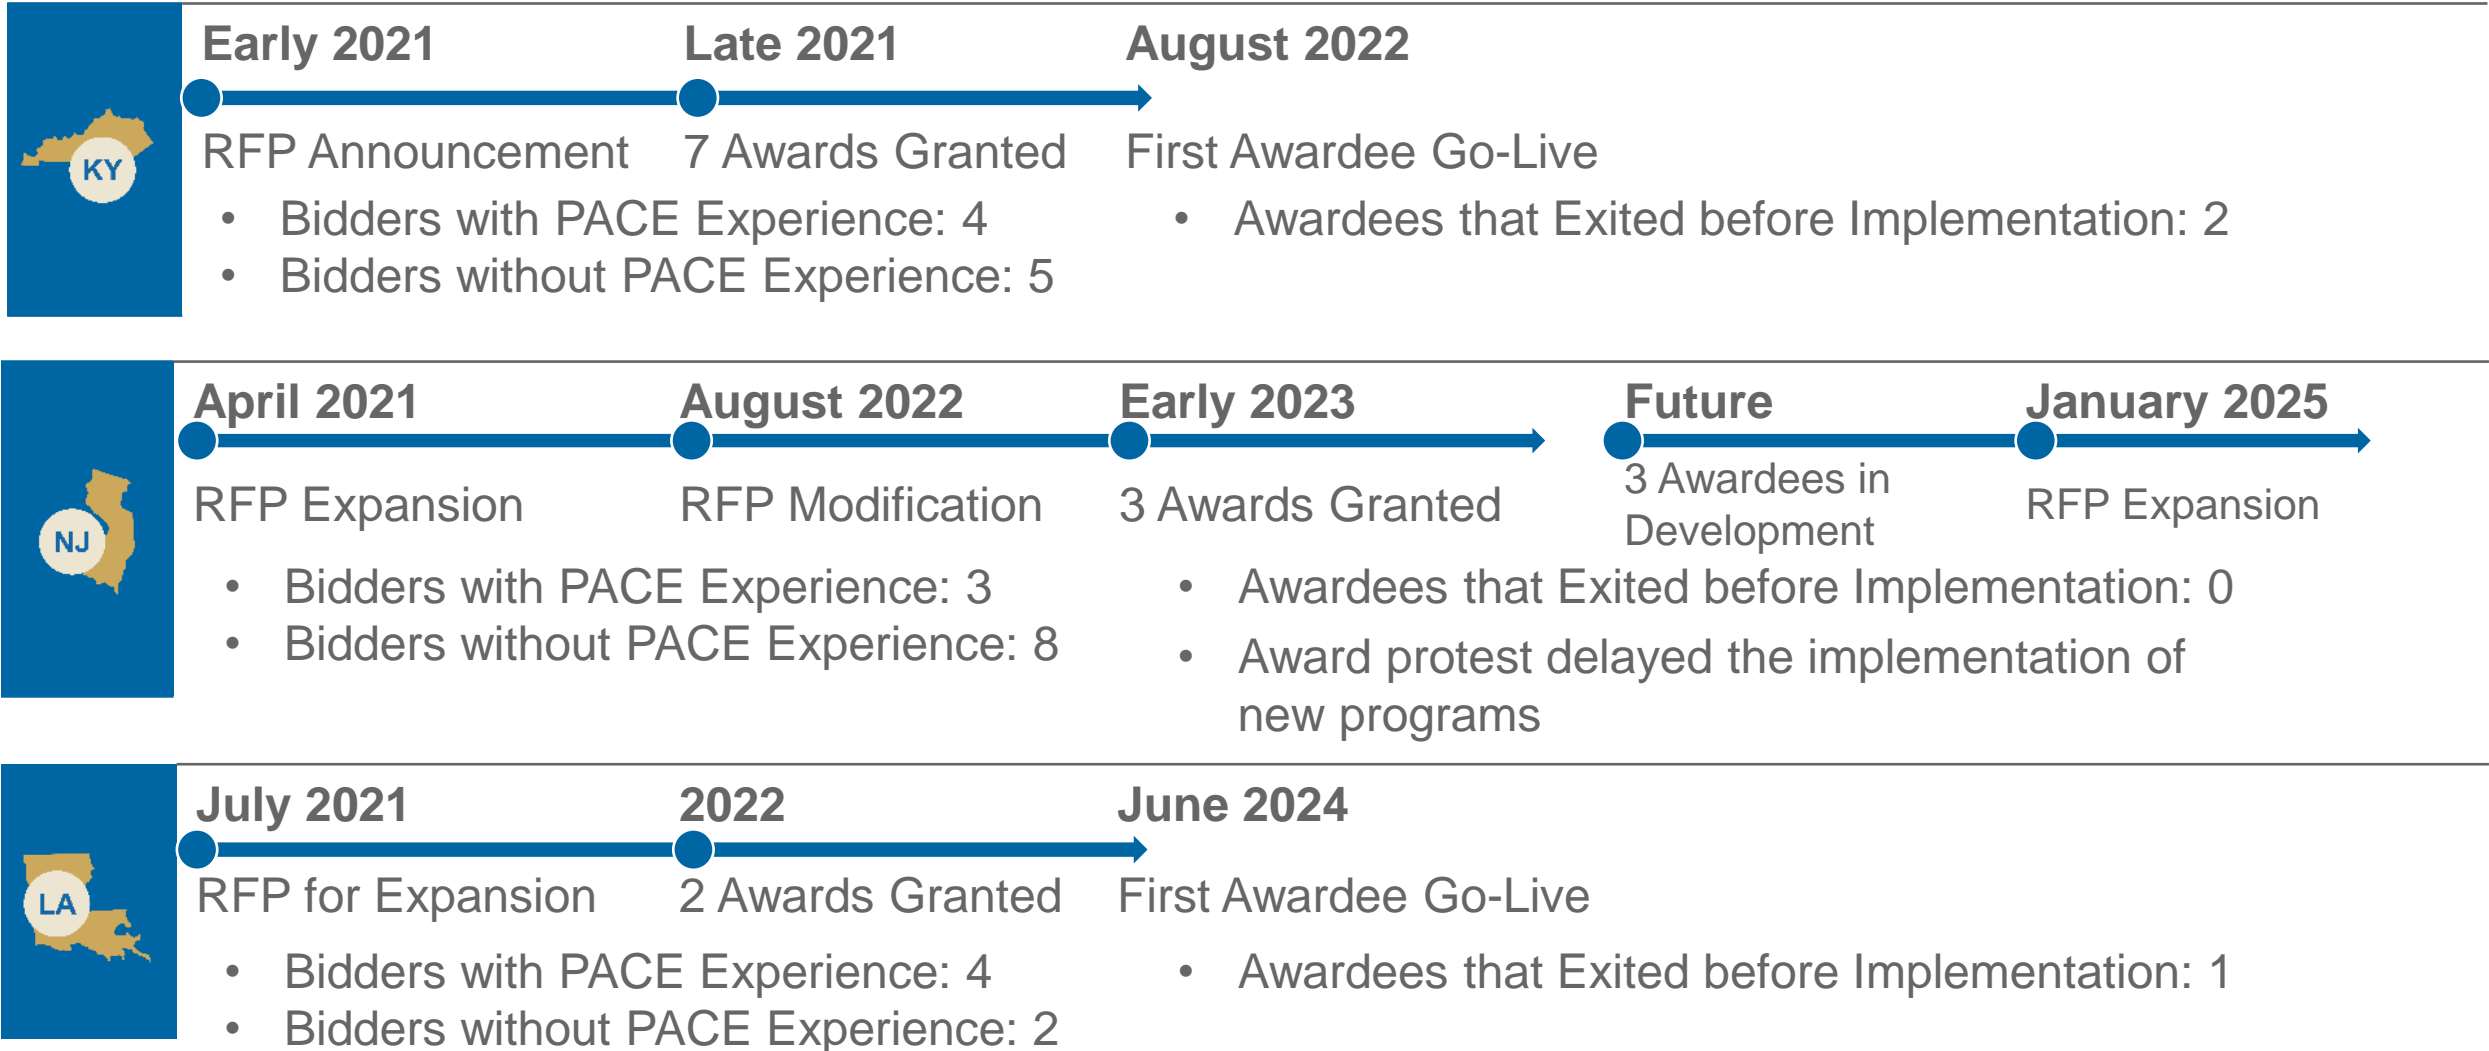 Early 2021 Late 2021 August 2022
KY
RFP Announcement 7 Awards Granted First Awardee Go-Live
• Bidders with PACE Experience: 4 • Awardees that Exited before Implementation: 2
• Bidders without PACE Experience: 5
April 2021 August 2022 Early 2023 Future January 2025
NJ
RFP Expansion RFP Modification 3 Awards Granted
3 Awardees in
Development
RFP Expansion
• Bidders with PACE Experience: 3
• Bidders without PACE Experience: 8
• Awardees that Exited before Implementation: 0
• Award protest delayed the implementation of
new programs
July 2021 2022 June 2024
LA
RFP for Expansion 2 Awards Granted First Awardee Go-Live
• Bidders with PACE Experience: 4 • Awardees that Exited before Implementation: 1
• Bidders without PACE Experience: 2